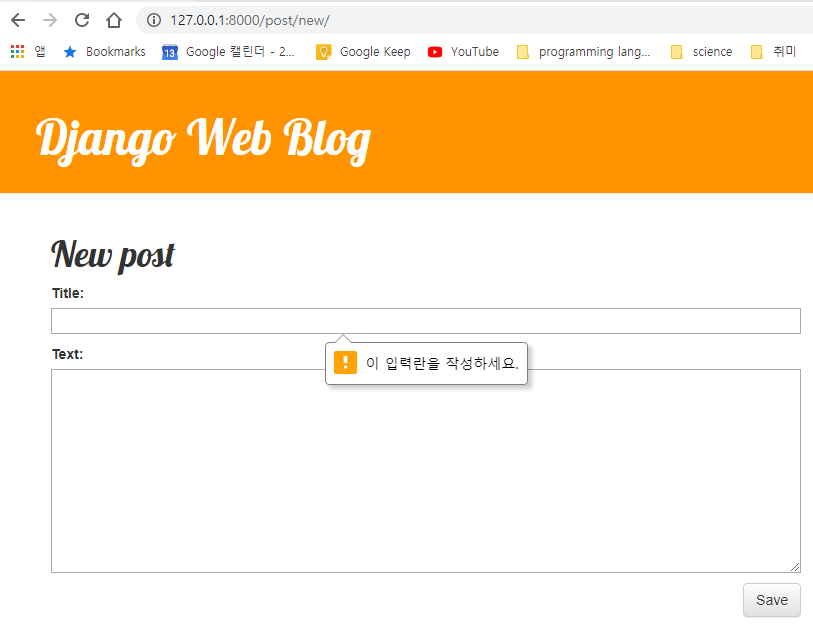 127.0.0.1:8000/post/new/
앱 Bookmarks 13 Google 캘린더 - 2... Google Keep YouTube programming lang... science 취미
Django Web Blog
New post
Title:
! 이 입력란을 작성하세요.
Text:
Save